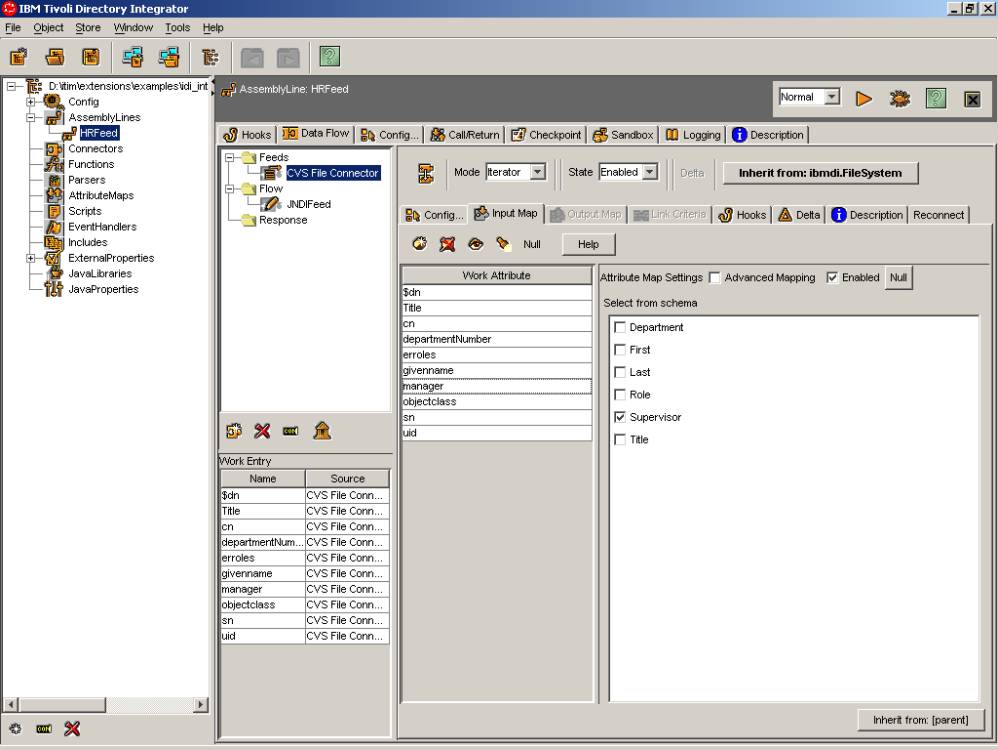 IBM Tivoli Directory Integrator
File Object Store Window Tools Help
D:\itim\extensions\examples\idi_int
Config
AssemblyLines
HRFeed
Connectors
Functions
Parsers
AttributeMaps
Scripts
EventHandlers
Includes
ExternalProperties
JavaLibraries
JavaProperties
AssemblyLine: HRFeed
Normal
Hooks Data Flow Config... Call/Return Checkpoint Sandbox Logging Description
Feeds
CVS File Connector
Flow
JNDIFeed
Response
Work Entry
Name Source
$dn CVS File Conn...
Title CVS File Conn...
cn CVS File Conn...
departmentNum... CVS File Conn...
erroles CVS File Conn...
givenname CVS File Conn...
manager CVS File Conn...
objectclass CVS File Conn...
sn CVS File Conn...
uid CVS File Conn...
Mode Iterator State Enabled Delta Inherit from: ibmdi.FileSystem
Config... Input Map Output Map Link Criteria Hooks Delta Description Reconnect
Null Help
Work Attribute
$dn
Title
cn
departmentNumber
erroles
givenname
manager
objectclass
sn
uid
Attribute Map Settings Advanced Mapping Enabled Null
Select from schema
Department
First
Last
Role
Supervisor
Title
Inherit from: [parent]